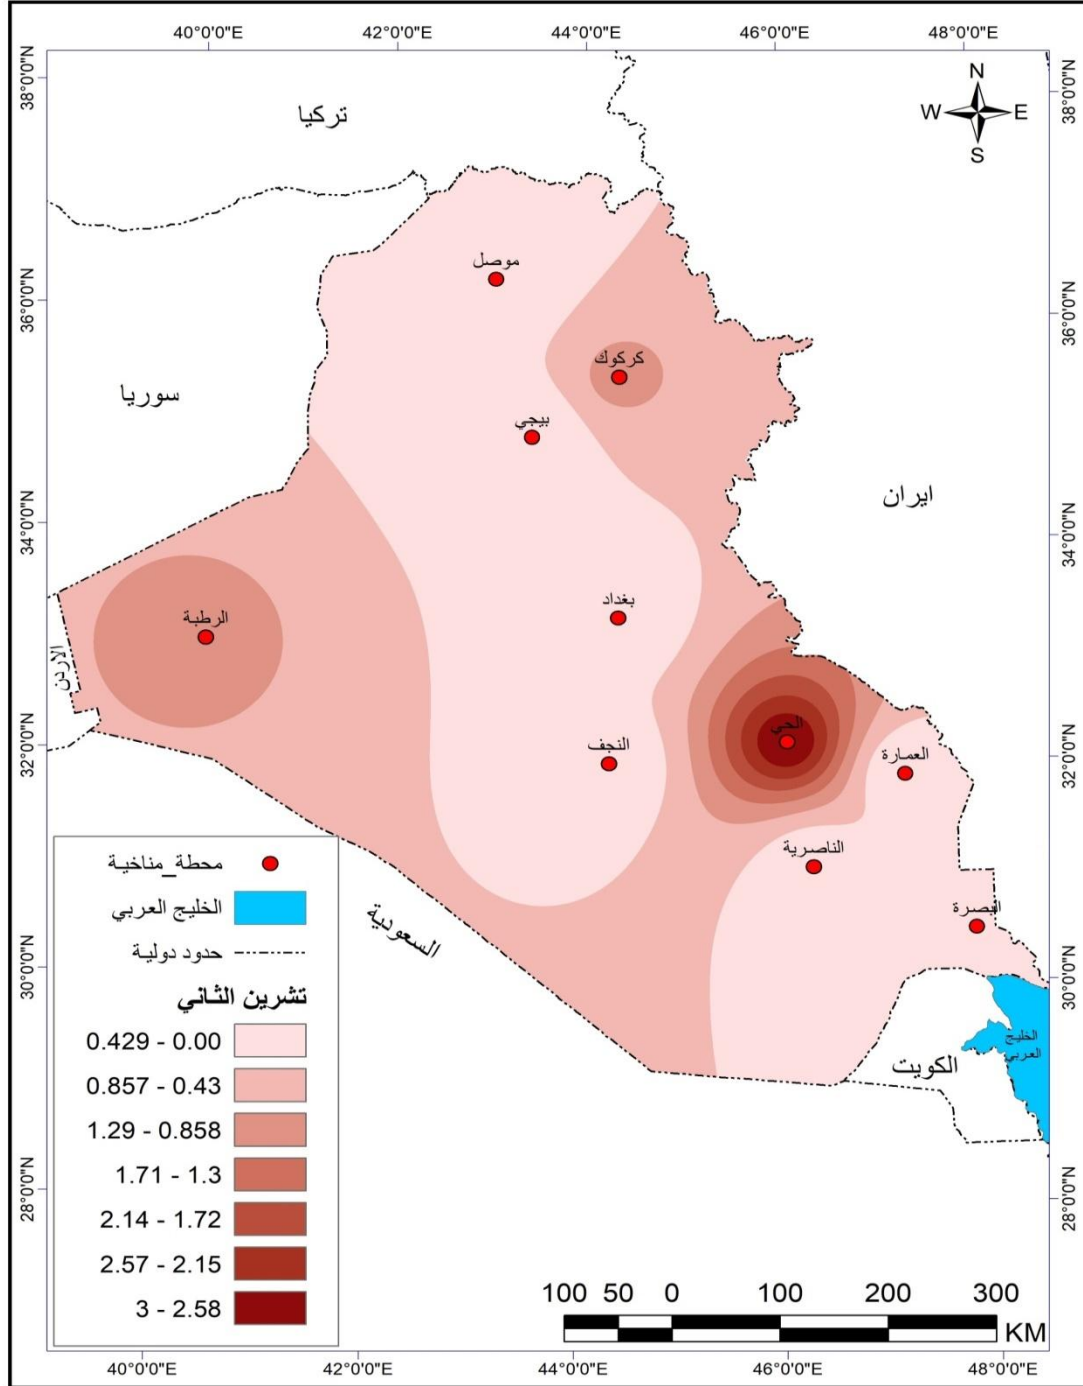 40°0'0"E 42°0'0"E 44°0'0"E 46°0'0"E 48°0'0"E
38°0'0"N
38°0'0"N
N
W E
S
تركيا
موصل
36°0'0"N
36°0'0"N
كركوك
سوريا
بيجي
ايران
34°0'0"N
34°0'0"N
بغداد
الرطبة
الاردن
32°0'0"N
32°0'0"N
الحي
النجف
العمارة
الناصرية
البصرة
السعودية
30°0'0"N
30°0'0"N
الخليج
العربي
الكويت
28°0'0"N
28°0'0"N
محطة_مناخية
الخليج العربي
حدود دولية
تشرين الثاني
0.429 - 0.00
0.857 - 0.43
1.29 - 0.858
1.71 - 1.3
2.14 - 1.72
2.57 - 2.15
3 - 2.58
100 50 0 100 200 300
KM
40°0'0"E 42°0'0"E 44°0'0"E 46°0'0"E 48°0'0"E